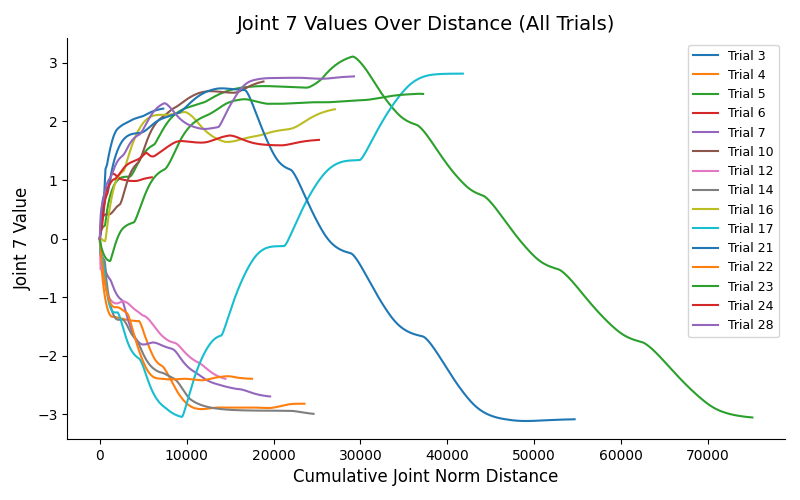 Joint 7 Values Over Distance (All Trials)
Joint 7 Value
3
2
1
0
−1
−2
−3
0
10000
20000
30000
40000
50000
60000
70000
Cumulative Joint Norm Distance
Trial 3
Trial 4
Trial 5
Trial 6
Trial 7
Trial 10
Trial 12
Trial 14
Trial 16
Trial 17
Trial 21
Trial 22
Trial 23
Trial 24
Trial 28